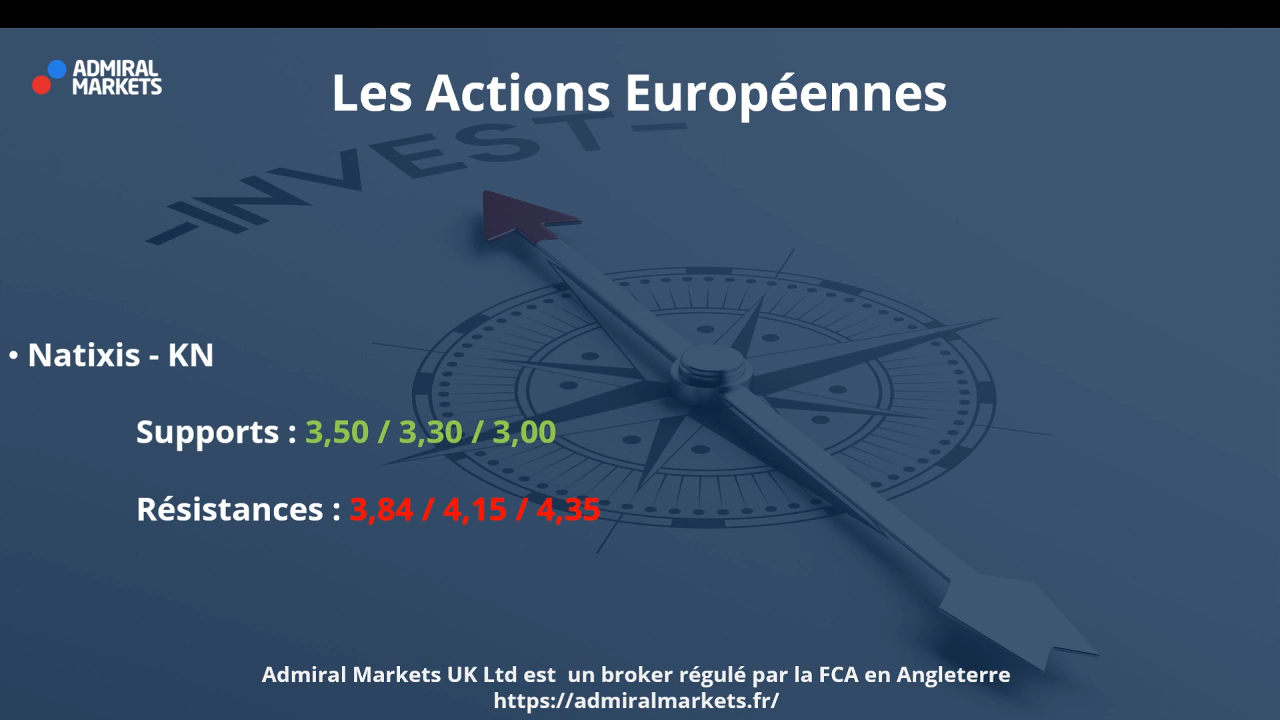 ADMIRAL
MARKETS
Les Actions Européennes
-INVEST-
• Natixis - KN
Supports : 3,50 / 3,30 / 3,00
Résistances : 3,84 / 4,15 / 4,35
Admiral Markets UK Ltd est  un broker régulé par la FCA en Angleterre
https://admiralmarkets.fr/